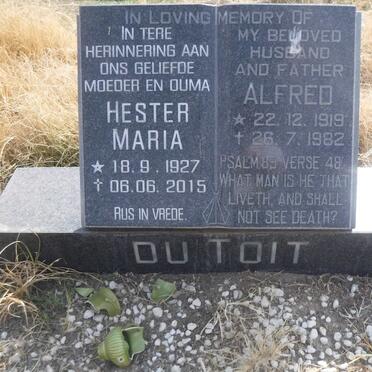 IN LOVING MEMORY OF
IN TERE
HERINNERING AAN
ONS GELIEFDE
MOEDER EN OUMA
HESTER
MARIA
* 18.9.1927
† 06.06.2015
RUS IN VREDE.
MY BELOVED
HUSBAND
AND FATHER
ALFRED
* 22.12.1919
† 26.7.1982
PSALM 89 VERSE 48
WHAT MAN IS HE THAT
LIVETH, AND SHALL
NOT SEE DEATH?
DU TOIT